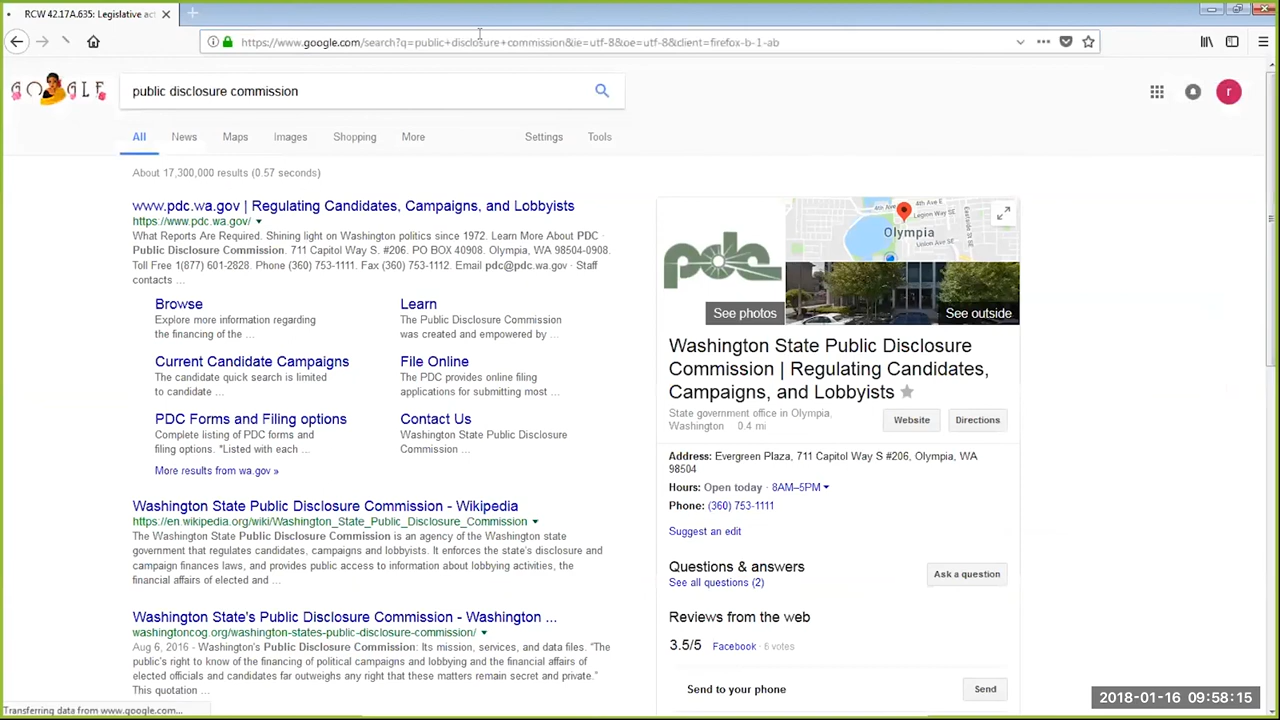 RCW 42.17A.635: Legislative act
https://www.google.com/search?q=public+disclosure+commission&ie=utf-8&oe=utf-8&client=firefox-b-1-ab
GOOGLE
public disclosure commission
r
All
News
Maps
Images
Shopping
More
Settings
Tools
About 17,300,000 results (0.57 seconds)
www.pdc.wa.gov | Regulating Candidates, Campaigns, and Lobbyists
https://www.pdc.wa.gov/
What Reports Are Required. Shining light on Washington politics since 1972. Learn More About PDC ·
Public Disclosure Commission. 711 Capitol Way S. #206. PO BOX 40908. Olympia, WA 98504-0908.
Toll Free 1(877) 601-2828. Phone (360) 753-1111. Fax (360) 753-1112. Email pdc@pdc.wa.gov · Staff
contacts ...
Browse
Explore more information regarding
the financing of the ...
Learn
The Public Disclosure Commission
was created and empowered by ...
Current Candidate Campaigns
The candidate quick search is limited
to candidate ...
File Online
The PDC provides online filing
applications for submitting most ...
PDC Forms and Filing options
Complete listing of PDC forms and
filing options. *Listed with each ...
Contact Us
Washington State Public Disclosure
Commission ...
More results from wa.gov »
Washington State Public Disclosure Commission - Wikipedia
https://en.wikipedia.org/wiki/Washington_State_Public_Disclosure_Commission
The Washington State Public Disclosure Commission is an agency of the Washington state
government that regulates candidates, campaigns and lobbyists. It enforces the state's disclosure and
campaign finances laws, and provides public access to information about lobbying activities, the
financial affairs of elected and ...
Washington State's Public Disclosure Commission - Washington ...
washingtoncog.org/washington-states-public-disclosure-commission/
Aug 6, 2016 - Washington's Public Disclosure Commission: Its mission, services, and data files. "The
public's right to know of the financing of political campaigns and lobbying and the financial affairs of
elected officials and candidates far outweighs any right that these matters remain secret and private."
This quotation ...
pdc
See photos
4th Ave E
4th Ave E
Legion Way SE
Olympia
Union Ave SE
See outside
Washington State Public Disclosure
Commission | Regulating Candidates,
Campaigns, and Lobbyists
State government office in Olympia,
Washington 0.4 mi
Website
Directions
Address: Evergreen Plaza, 711 Capitol Way S #206, Olympia, WA
98504
Hours: Open today · 8AM–5PM
Phone: (360) 753-1111
Suggest an edit
Questions & answers
See all questions (2)
Ask a question
Reviews from the web
3.5/5 Facebook · 6 votes
Send to your phone
Send
Transferring data from www.google.com...
2018-01-16 09:58:15